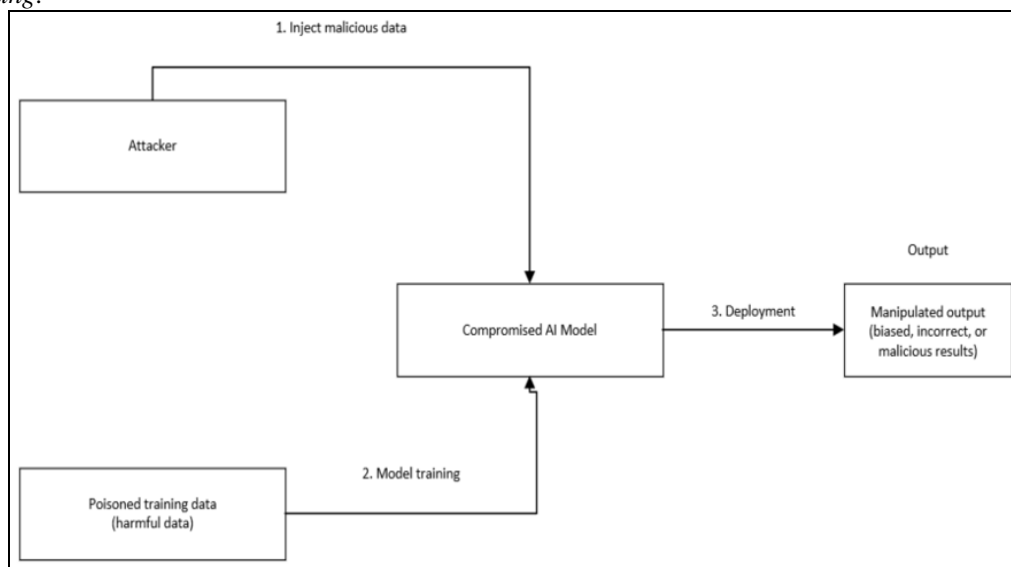 1. Inject malicious data
Attacker
Output
Compromised AI Model
3. Deployment
Manipulated output
(biased, incorrect, or
malicious results)
2. Model training
Poisoned training data
(harmful data)